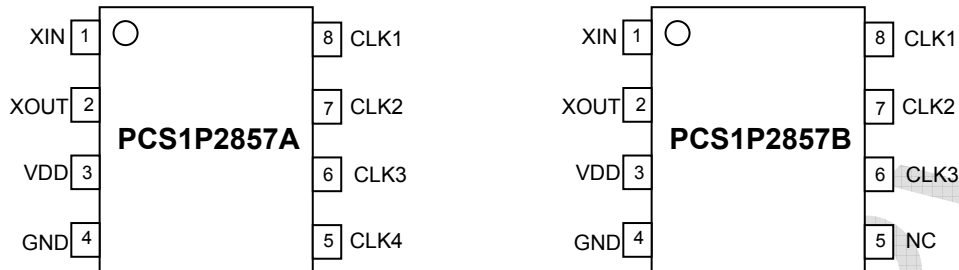 XIN 1 8 CLK1
XOUT 2 7 CLK2
PCS1P2857A
VDD 3 6 CLK3
GND 4 5 CLK4
XIN 1 8 CLK1
XOUT 2 7 CLK2
PCS1P2857B
VDD 3 6 CLK3
GND 4 5 NC